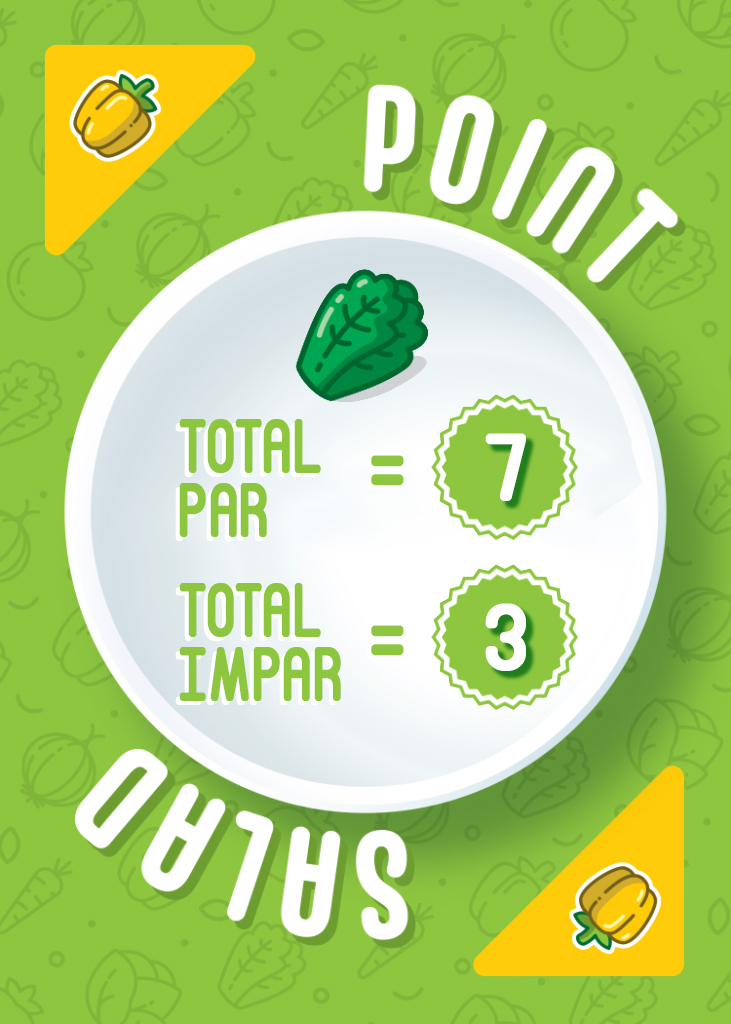 POINT
TOTAL
PAR
=
7
TOTAL
IMPAR
=
3
SALAD